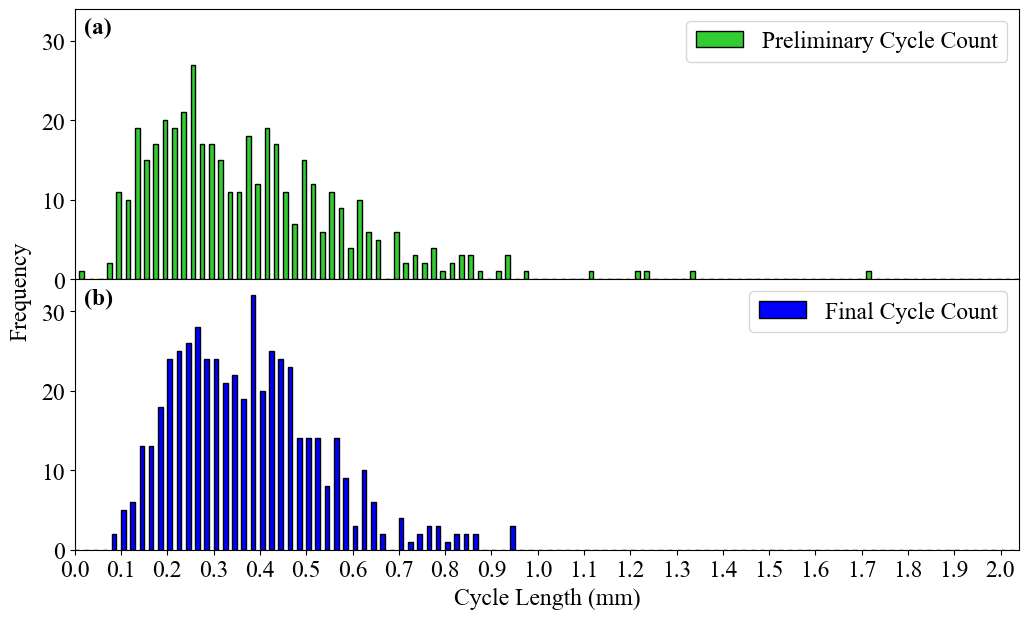 (a)
Preliminary Cycle Count
30
20
10
0
Frequency
(b)
Final Cycle Count
30
20
10
0
0.0 0.1 0.2 0.3 0.4 0.5 0.6 0.7 0.8 0.9 1.0 1.1 1.2 1.3 1.4 1.5 1.6 1.7 1.8 1.9 2.0
Cycle Length (mm)